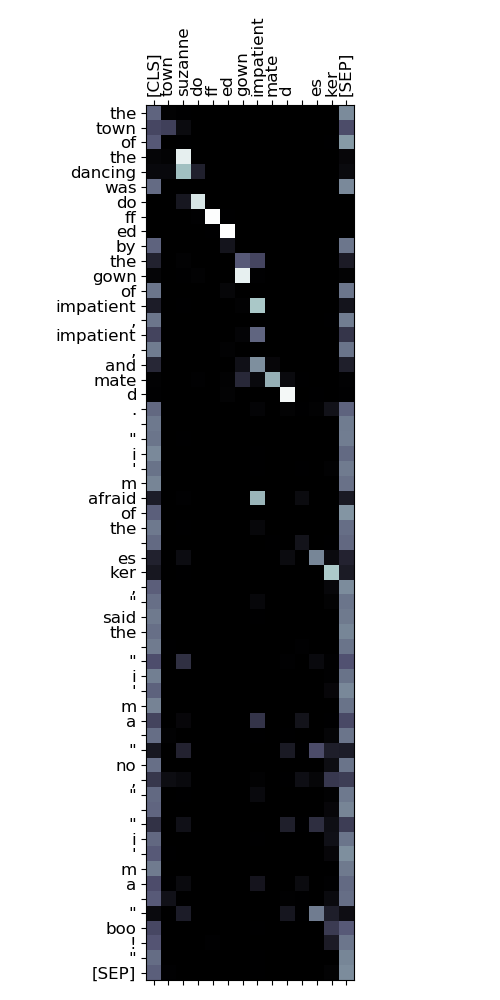 [CLS]
town
suzanne
do
ff
ed
gown
impatient
mate
d
es
ker
[SEP]
the
town
of
the
dancing
was
do
ff
ed
by
the
gown
of
impatient
,
impatient
,
and
mate
d
.
"
i
'
m
afraid
of
the
es
ker
,
"
said
the
"
i
'
m
a
"
no
,
"
"
i
'
m
a
"
boo
!
"
[SEP]